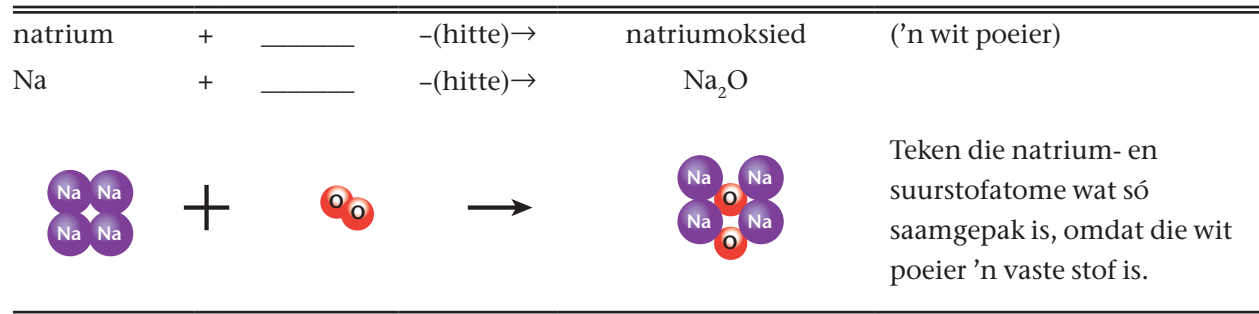 natrium + _______ –(hitte)→ natriumoksied (’n wit poeier)
Na + _______ –(hitte)→ Na₂O
Na Na
Na Na
+
O
O
→
Na Na
O
Na Na
O
Teken die natrium- en
suurstofatome wat só
saamgepak is, omdat die wit
poeier ’n vaste stof is.